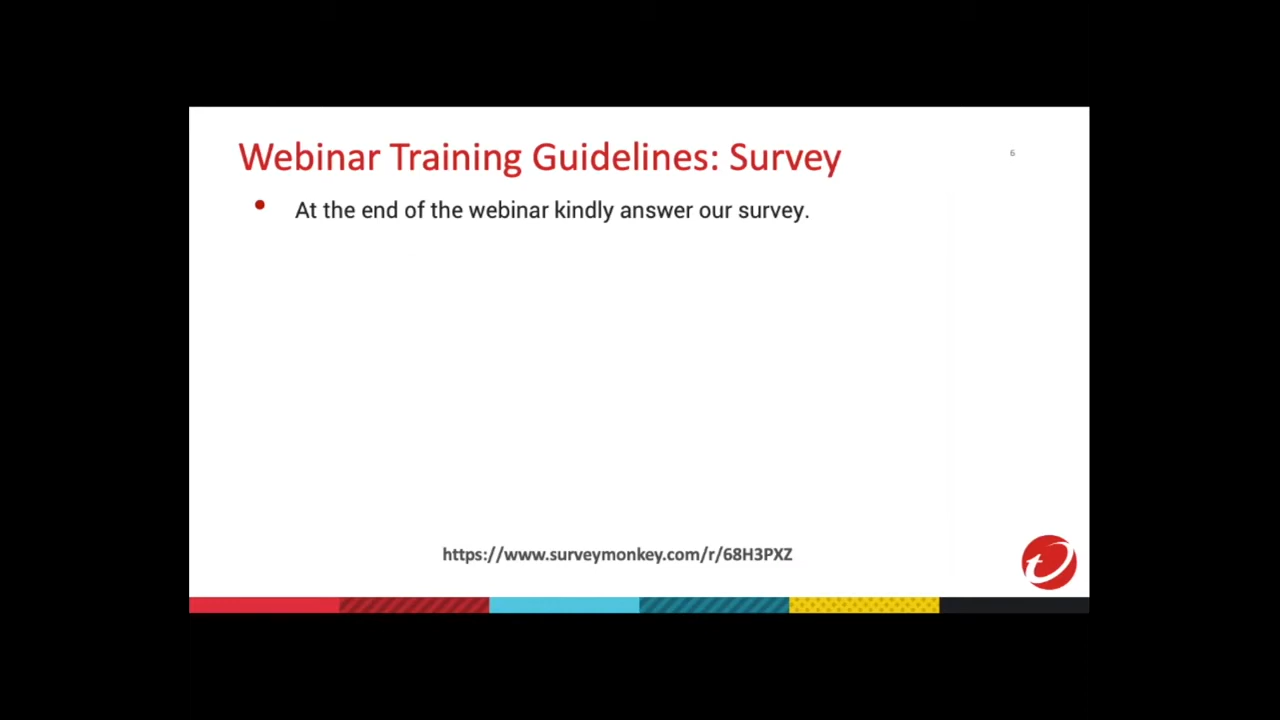 Webinar Training Guidelines: Survey
6
• At the end of the webinar kindly answer our survey.
https://www.surveymonkey.com/r/68H3PXZ